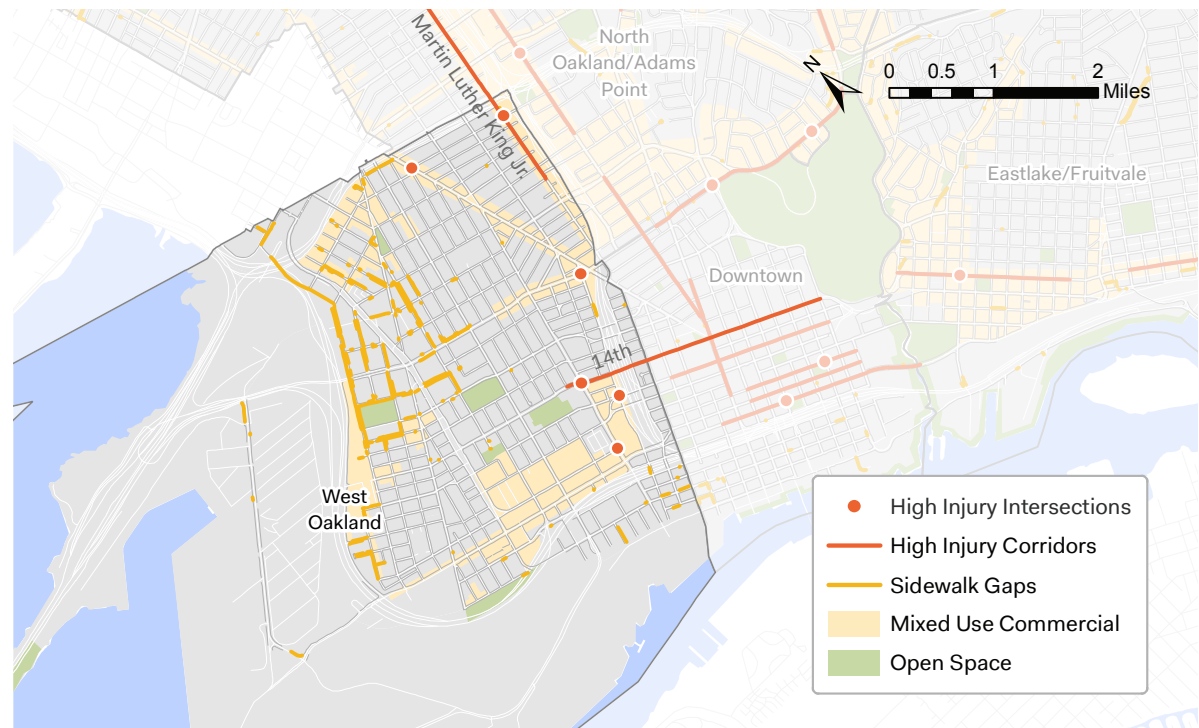 North
Oakland/Adams
Point
Martin Luther King Jr.
N
0 0.5 1 2
Miles
Eastlake/Fruitvale
Downtown
14th
West
Oakland
High Injury Intersections
High Injury Corridors
Sidewalk Gaps
Mixed Use Commercial
Open Space